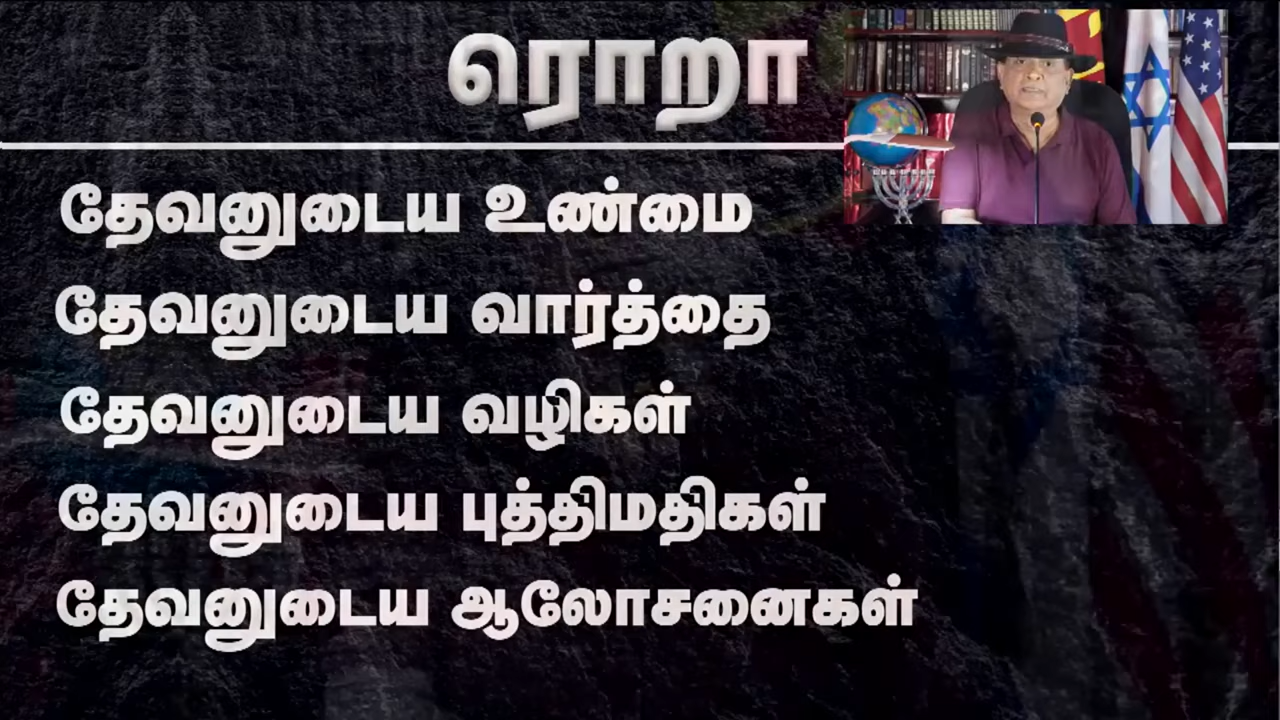 ரொறா
தேவனுடைய உண்மை
தேவனுடைய வார்த்தை
தேவனுடைய வழிகள்
தேவனுடைய புத்திமதிகள்
தேவனுடைய ஆலோசனைகள்